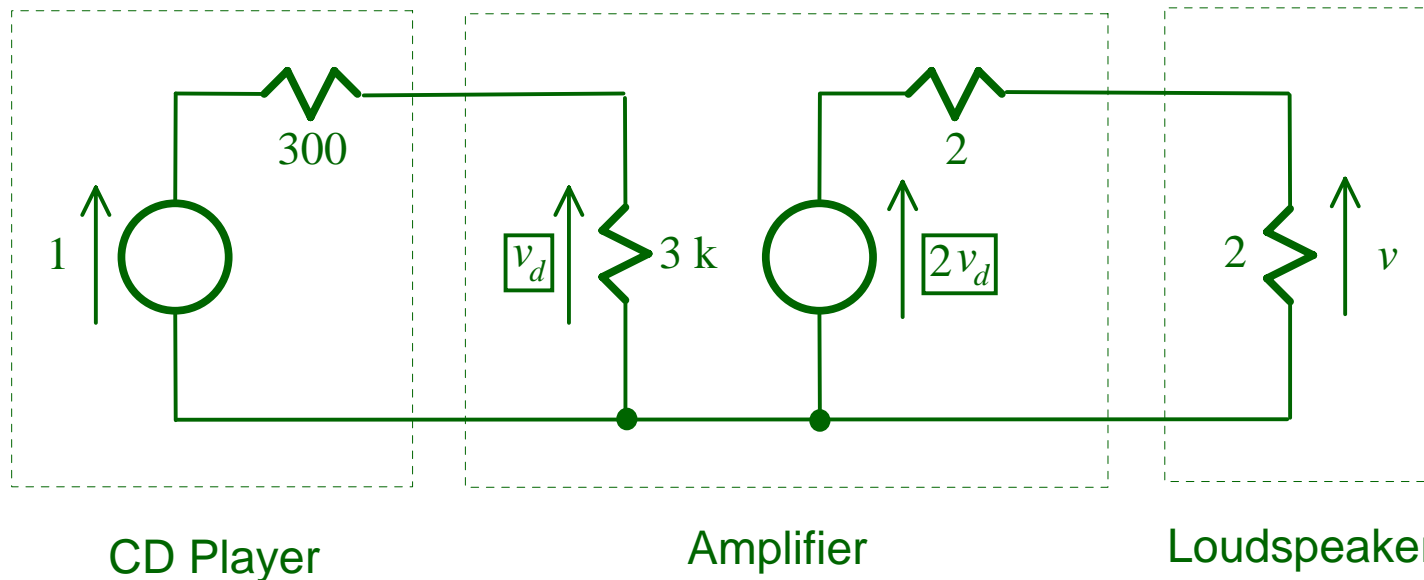 300
2
1
v_d
3 k
2v_d
2
v
CD Player
Amplifier
Loudspeaker